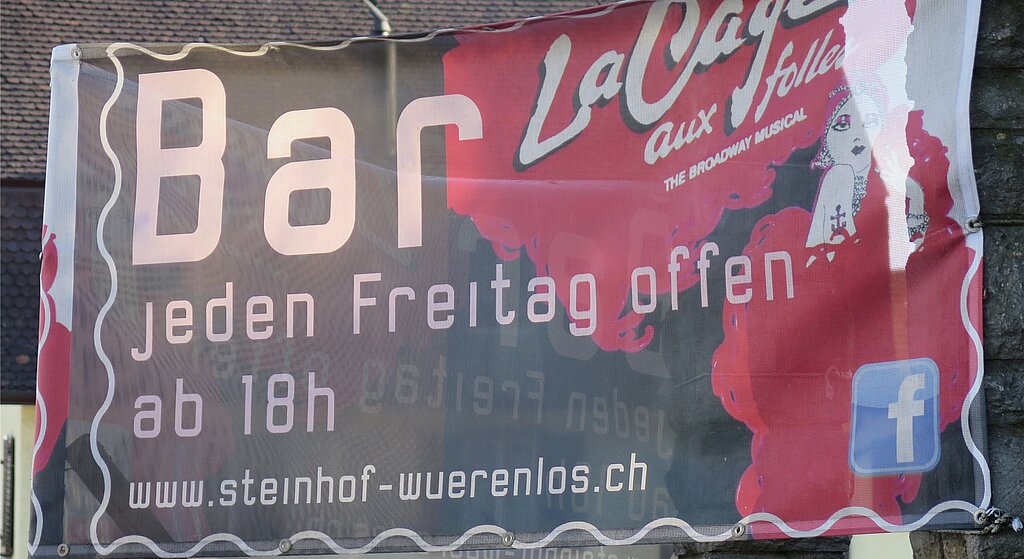 Bar
La Cage
aux folles
THE BROADWAY MUSICAL
jeden Freitag offen
ab 18h
f
www.steinhof-wuerenlos.ch